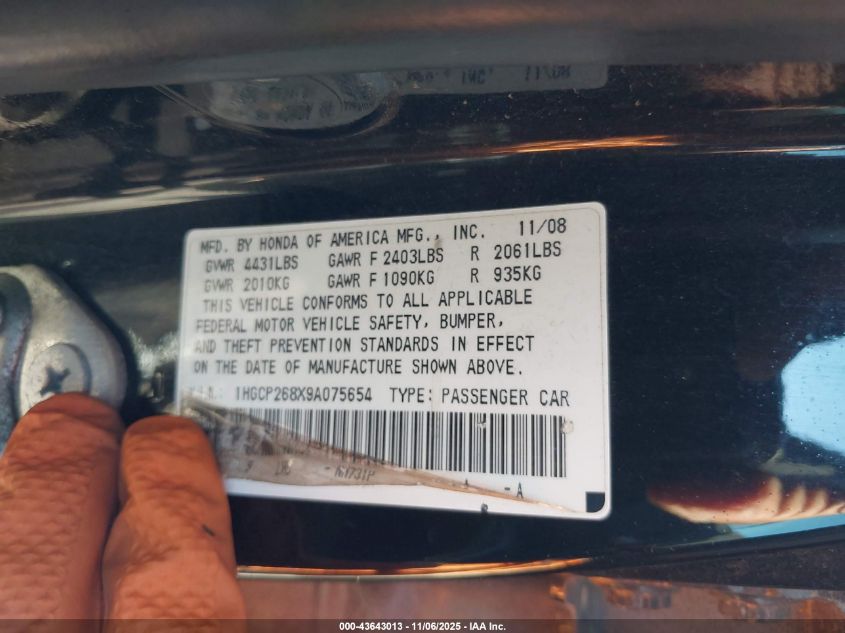 MFD. BY HONDA OF AMERICA MFG., INC. 11/08
GVWR 4431LBS GAWR F 2403LBS R 2061LBS
GVWR 2010KG GAWR F 1090KG R 935KG
THIS VEHICLE CONFORMS TO ALL APPLICABLE
FEDERAL MOTOR VEHICLE SAFETY, BUMPER,
AND THEFT PREVENTION STANDARDS IN EFFECT
ON THE DATE OF MANUFACTURE SHOWN ABOVE.
V.I.N.: 1HGCP268X9A075654 TYPE: PASSENGER CAR
- A
000-43643013 - 11/06/2025 - IAA Inc.